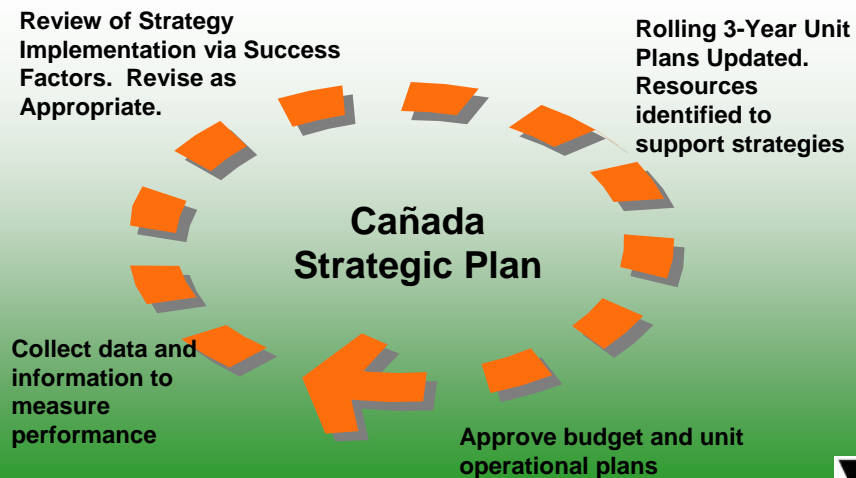 Review of Strategy
Implementation via Success
Factors.  Revise as
Appropriate.
Rolling 3-Year Unit
Plans Updated.
Resources
identified to
support strategies
Cañada
Strategic Plan
Collect data and
information to
measure
performance
Approve budget and unit
operational plans